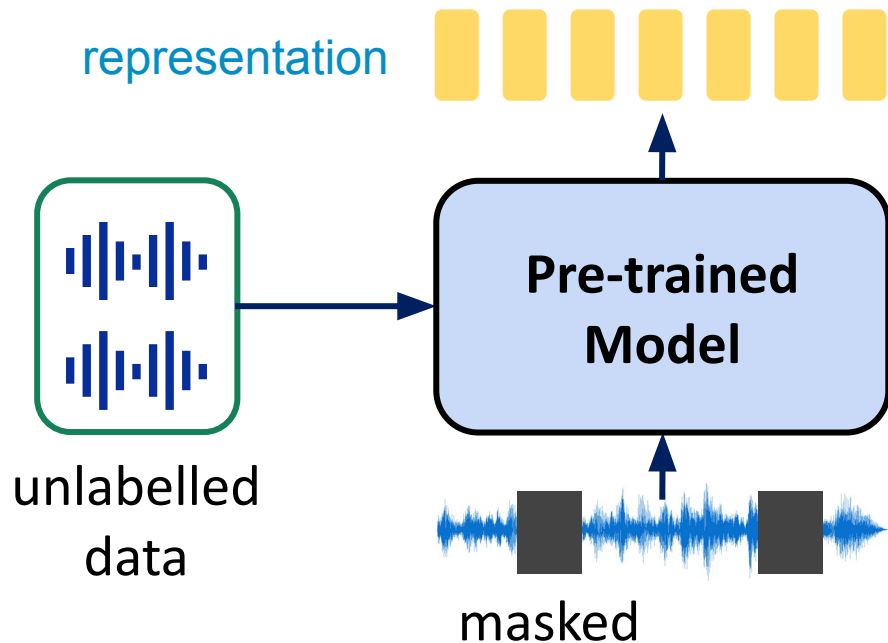 representation
Pre-trained
Model
unlabelled
data
masked